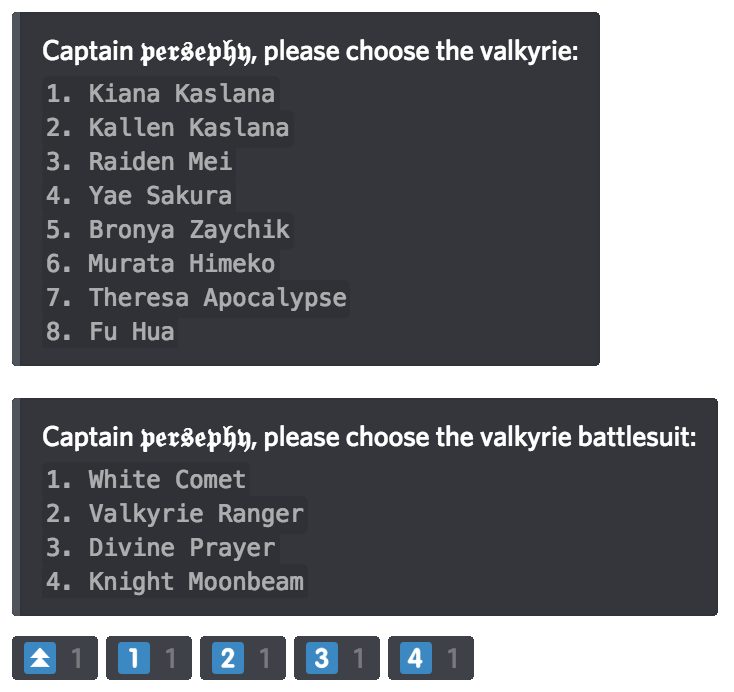 Captain 𝖕𝖊𝖗𝖘𝖊𝖕𝖍𝖞, please choose the valkyrie:
1. Kiana Kaslana
2. Kallen Kaslana
3. Raiden Mei
4. Yae Sakura
5. Bronya Zaychik
6. Murata Himeko
7. Theresa Apocalypse
8. Fu Hua
Captain 𝖕𝖊𝖗𝖘𝖊𝖕𝖍𝖞, please choose the valkyrie battlesuit:
1. White Comet
2. Valkyrie Ranger
3. Divine Prayer
4. Knight Moonbeam
⏫ 1 1 1 2 1 3 1 4 1